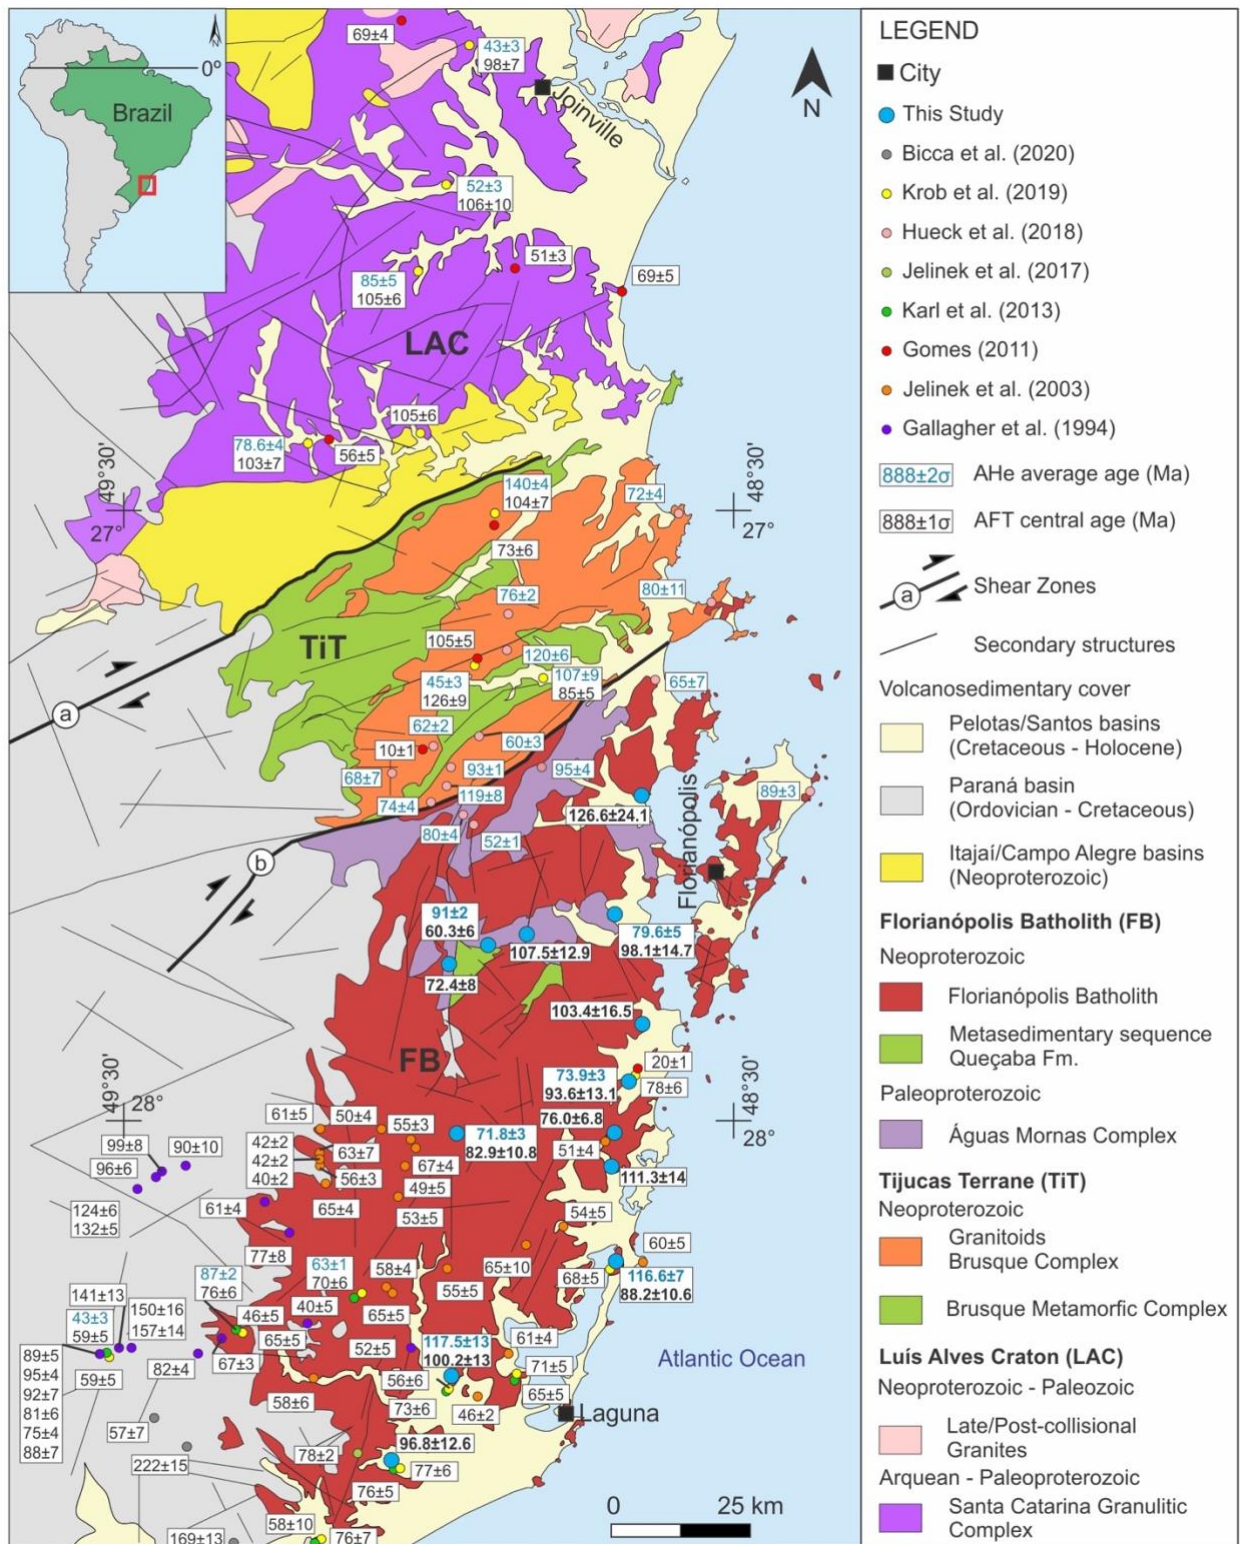 0°
Brazil
N
Joinville
69±4
43±3
98±7
52±3
106±10
85±5
105±6
51±3
69±5
LAC
105±6
78.6±4
103±7
56±5
49°30'
27°
48°30'
27°
140±4
104±7
72±4
73±6
76±2
80±11
TiT
105±5
120±6
45±3
126±9
107±9
85±5
65±7
a
62±2
10±1
60±3
68±7
93±1
95±4
74±4
119±8
89±3
126.6±24.1
80±4
52±1
Florianópolis
b
91±2
60.3±6
107.5±12.9
79.6±5
98.1±14.7
72.4±8
103.4±16.5
FB
20±1
73.9±3
93.6±13.1
78±6
49°30'
28°
48°30'
28°
61±5
50±4
55±3
76.0±6.8
71.8±3
82.9±10.8
99±8
90±10
96±6
42±2
42±2
40±2
63±7
56±3
67±4
51±4
111.3±14
49±5
124±6
132±5
61±4
65±4
53±5
54±5
77±8
60±5
87±2
76±6
63±1
70±6
58±4
65±10
68±5
116.6±7
88.2±10.6
55±5
141±13
150±16
157±14
43±3
59±5
46±5
40±5
65±5
65±5
52±5
117.5±13
100.2±13
61±4
Atlantic Ocean
89±5
95±4
92±7
81±6
75±4
88±7
59±5
82±4
67±3
56±6
71±5
58±6
73±6
46±2
65±5
Laguna
57±7
96.8±12.6
78±2
222±15
77±6
76±5
58±10
76±7
169±13
0 25 km
LEGEND
City
This Study
Bicca et al. (2020)
Krob et al. (2019)
Hueck et al. (2018)
Jelinek et al. (2017)
Karl et al. (2013)
Gomes (2011)
Jelinek et al. (2003)
Gallagher et al. (1994)
888±2σ AHe average age (Ma)
888±1σ AFT central age (Ma)
a Shear Zones
Secondary structures
Volcanosedimentary cover
Pelotas/Santos basins
(Cretaceous - Holocene)
Paraná basin
(Ordovician - Cretaceous)
Itajaí/Campo Alegre basins
(Neoproterozoic)
Florianópolis Batholith (FB)
Neoproterozoic
Florianópolis Batholith
Metasedimentary sequence
Queçaba Fm.
Paleoproterozoic
Águas Mornas Complex
Tijucas Terrane (TiT)
Neoproterozoic
Granitoids
Brusque Complex
Brusque Metamorfic Complex
Luís Alves Craton (LAC)
Neoproterozoic - Paleozoic
Late/Post-collisional
Granites
Arquean - Paleoproterozoic
Santa Catarina Granulitic
Complex